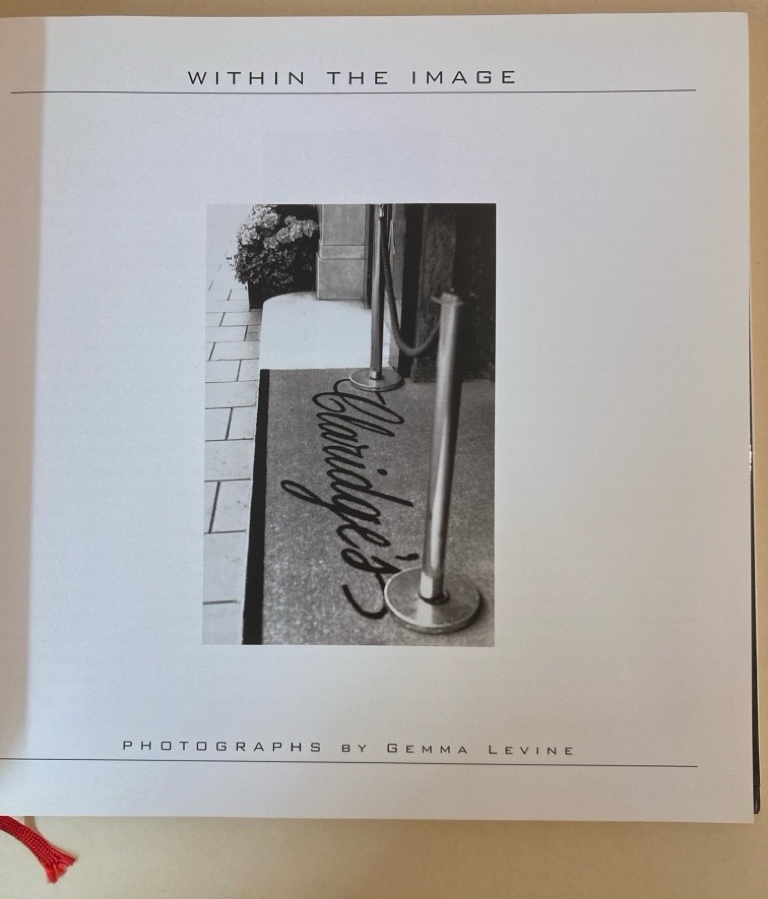 WITHIN THE IMAGE
Claridge's
PHOTOGRAPHS BY GEMMA LEVINE